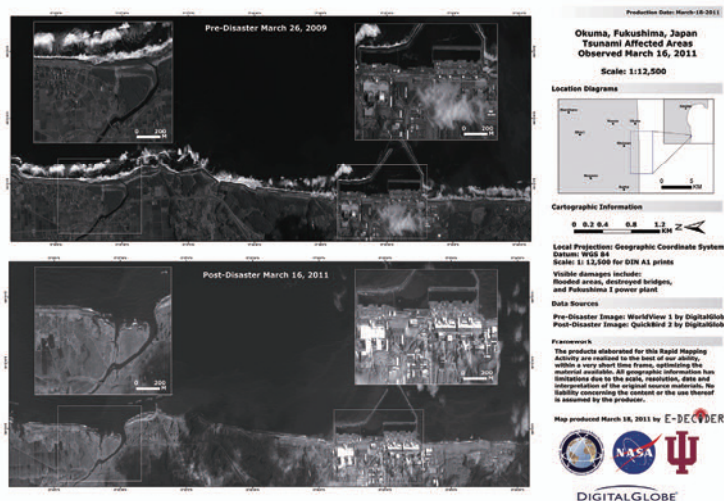 Pre-Disaster March 26, 2009
0 200
M
0 200
M
Post-Disaster March 16, 2011
0 200
M
0 200
M
Production Date: March-18-2011
Okuma, Fukushima, Japan
Tsunami Affected Areas
Observed March 16, 2011
Scale: 1:12,500
Location Diagrams
0 5
KM
Cartographic Information
0 0.2 0.4 0.8 1.2
KM
Local Projection: Geographic Coordinate System
Datum: WGS 84
Scale: 1: 12,500 for DIN A1 prints
Visible damages include:
flooded areas, destroyed bridges,
and Fukushima I power plant
Data Sources
Pre-Disaster Image: WorldView 1 by DigitalGlob
Post-Disaster Image: QuickBird 2 by DigitalGlob
Framework
The products elaborated for this Rapid Mapping
Activity are realized to the best of our ability,
within a very short time frame, optimizing the
material available. All geographic information has
limitations due to the scale, resolution, date and
interpretation of the original source materials. No
liability concerning the content or the use thereof
is assumed by the producer.
Map produced March 18, 2011 by E-DECODER
NASA
DIGITALGLOBE